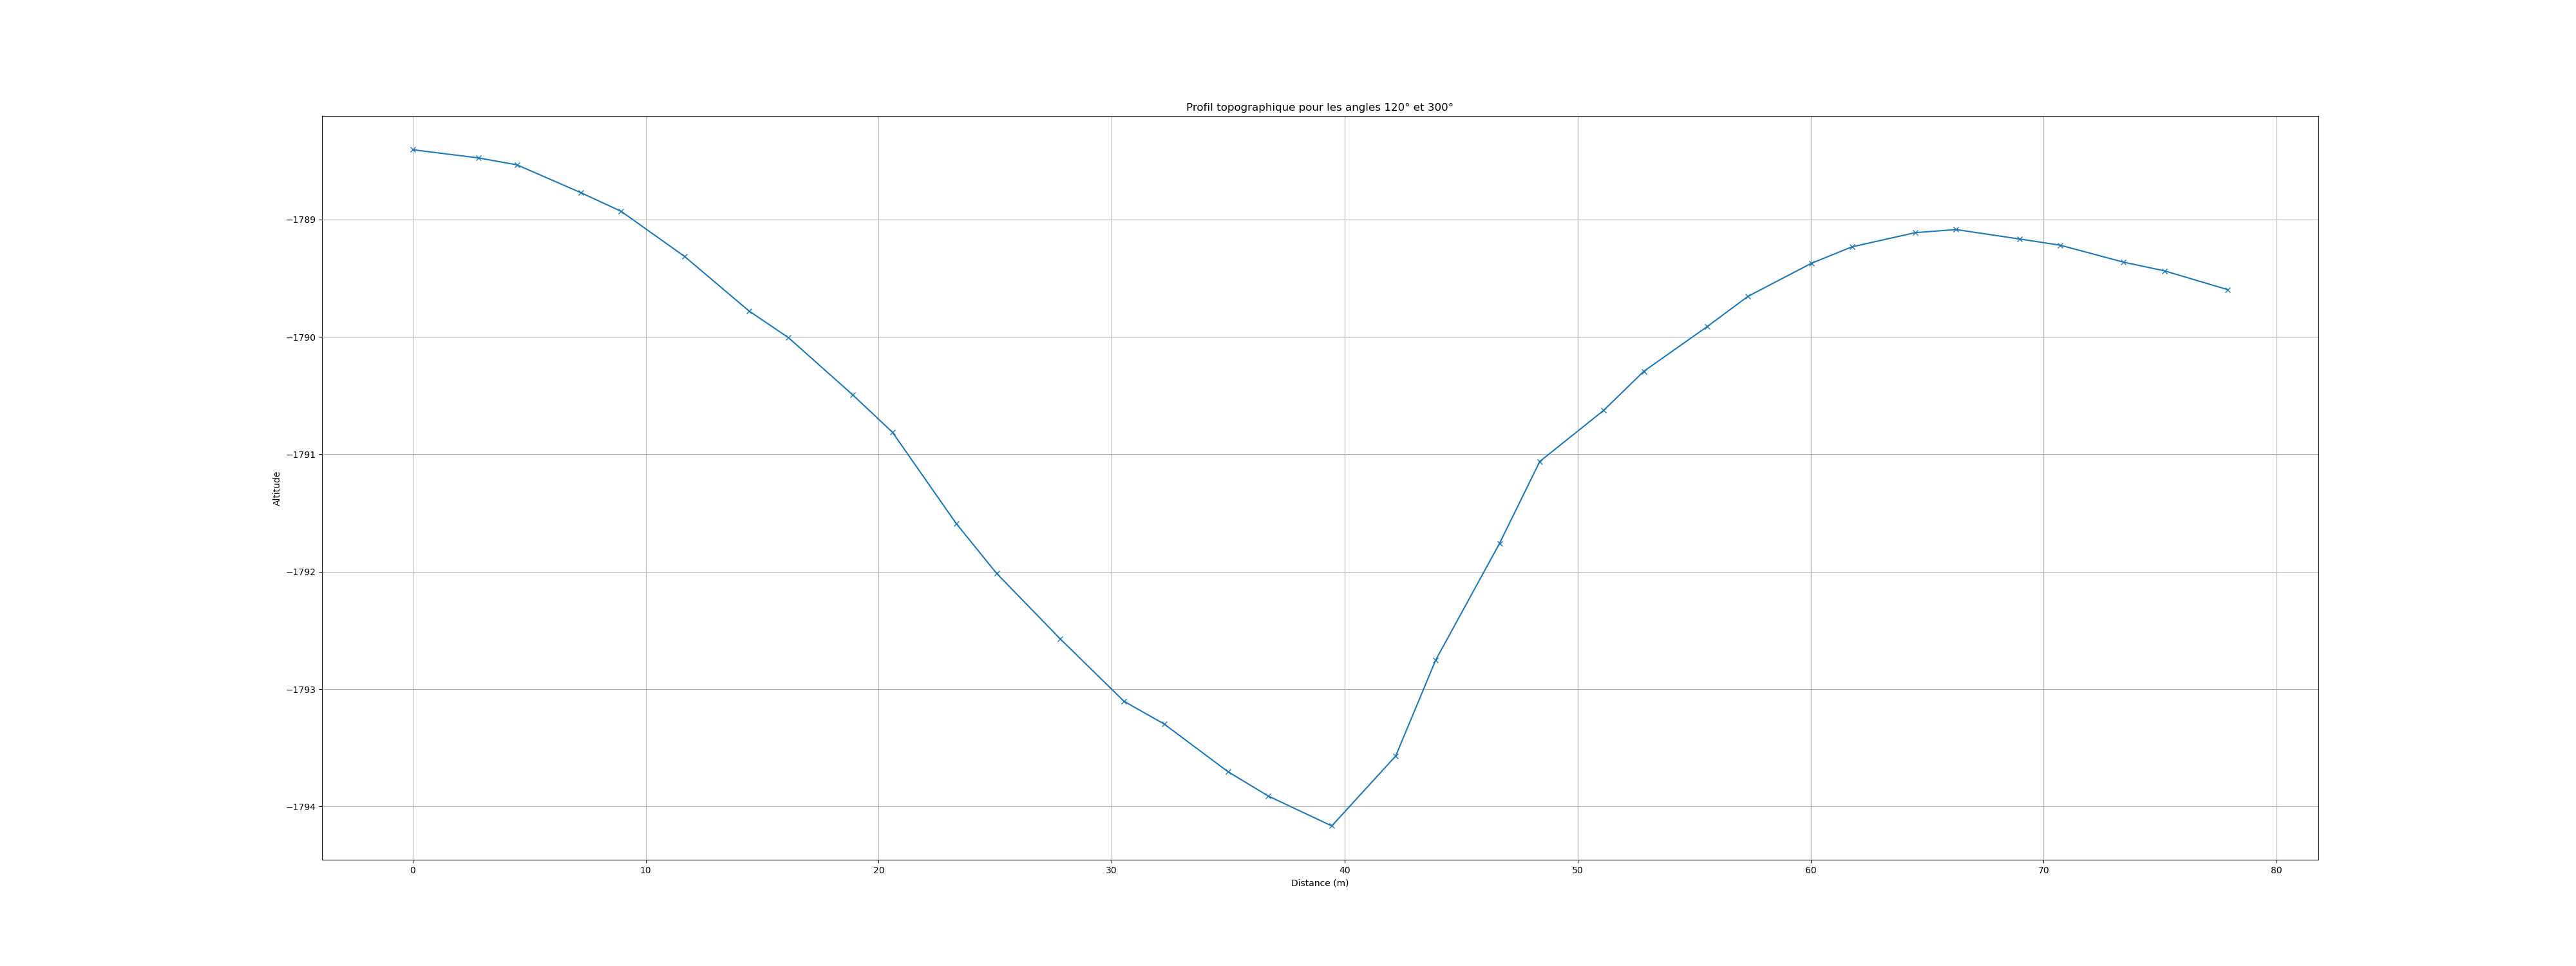 Profil topographique pour les angles 120° et 300°
−1789
−1790
−1791
−1792
−1793
−1794
Altitude
0 10 20 30 40 50 60 70 80
Distance (m)